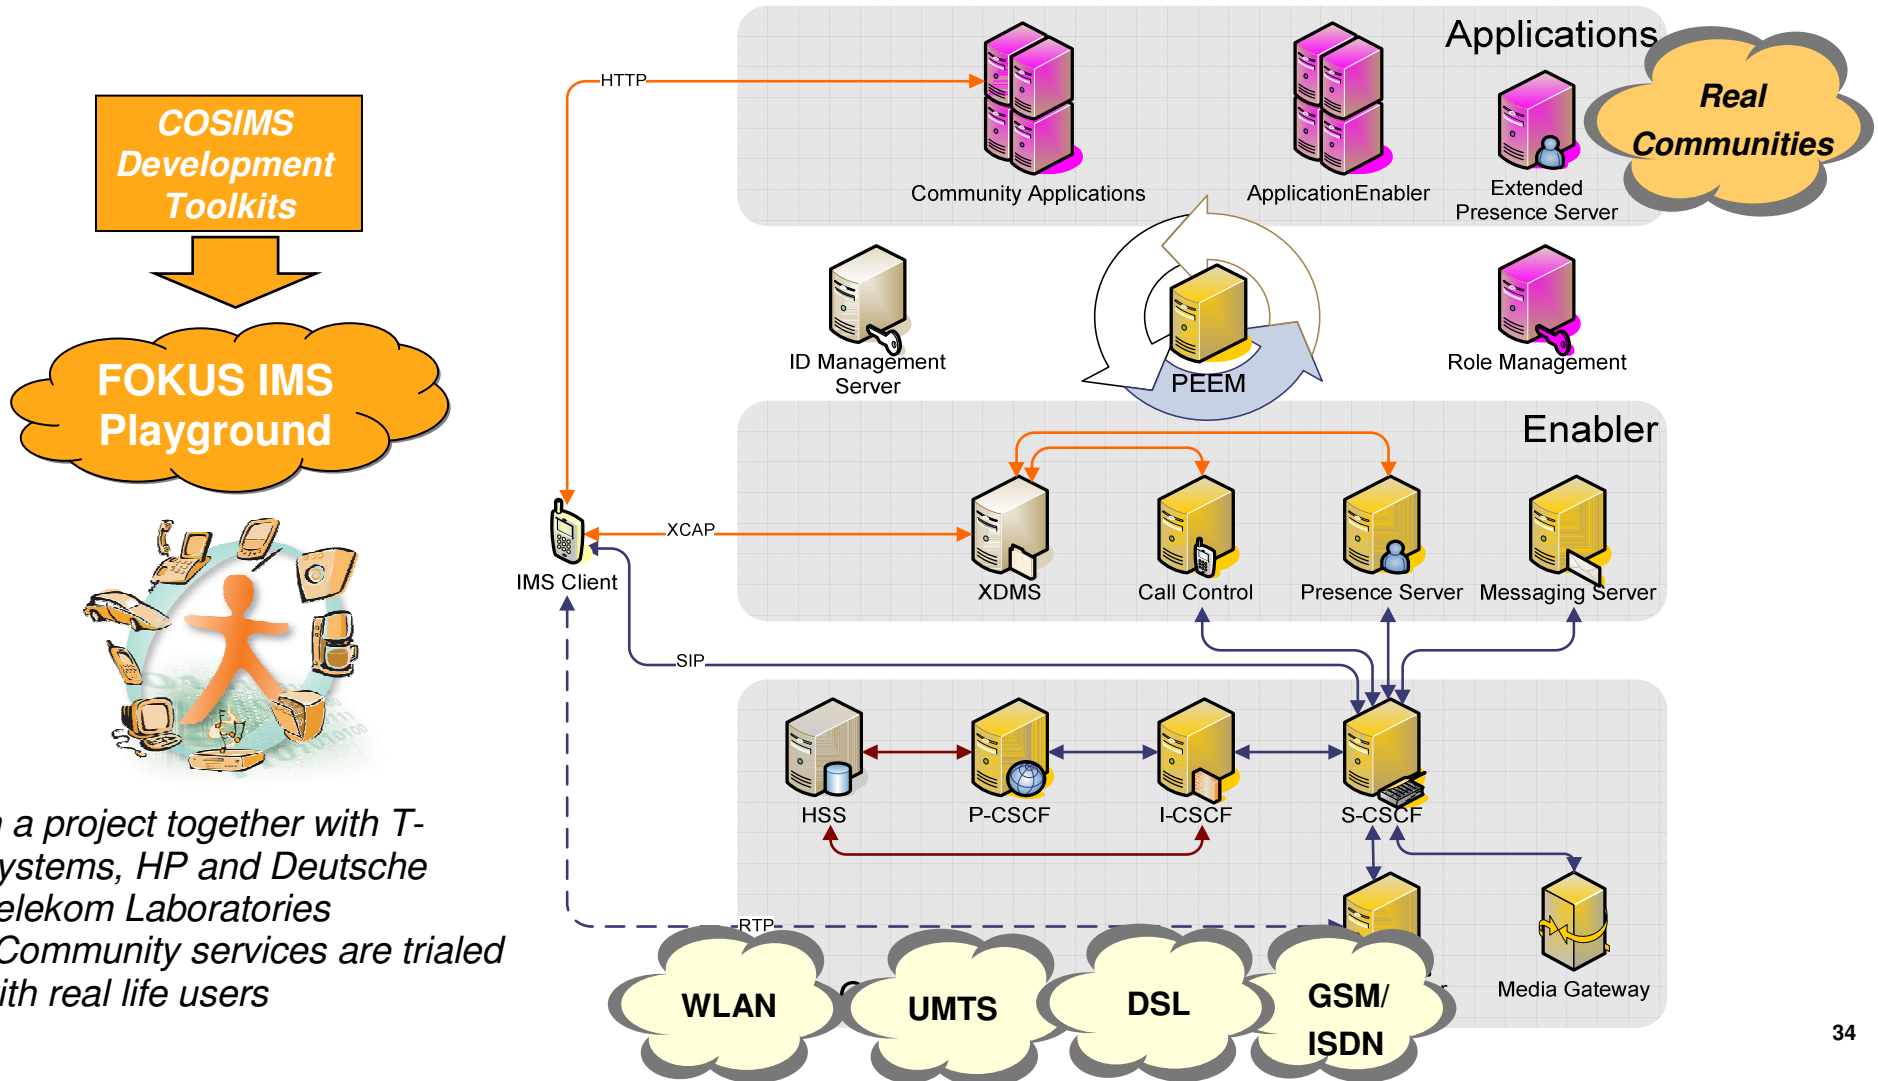 COSIMS
Development
Toolkits
FOKUS IMS
Playground
a project together with T-
ystems, HP and Deutsche
elekom Laboratories
Community services are trialed
ith real life users
Applications
Real
Communities
HTTP
Community Applications
ApplicationEnabler
Extended
Presence Server
ID Management
Server
PEEM
Role Management
Enabler
XCAP
IMS Client
XDMS
Call Control
Presence Server
Messaging Server
SIP
HSS
P-CSCF
I-CSCF
S-CSCF
RTP
Media Gateway
WLAN
UMTS
DSL
GSM/
ISDN
34